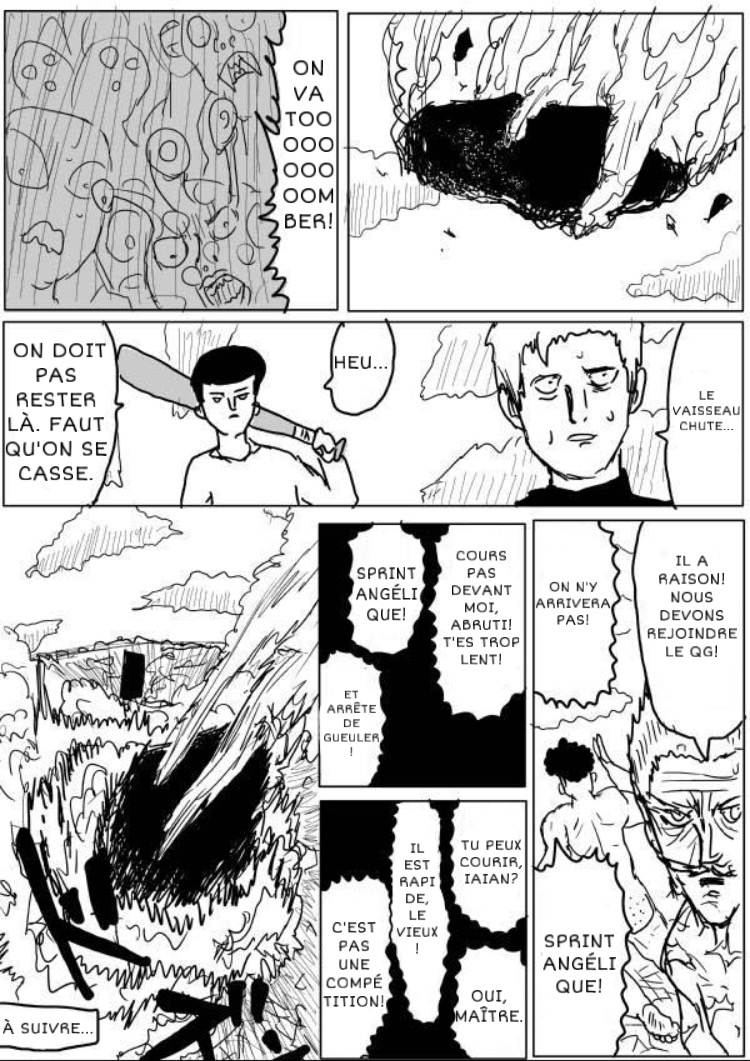 ON
VA
TOO
OOO
OOO
OOM
BER!
LE
VAISSEAU
CHUTE...
HEU...
ON DOIT
PAS
RESTER
LÀ. FAUT
QU'ON SE
CASSE.
IL A
RAISON!
NOUS
DEVONS
REJOINDRE
LE QG!
ON N'Y
ARRIVERA
PAS!
SPRINT
ANGÉLI
QUE!
COURS
PAS
DEVANT
MOI,
ABRUTI!
T'ES TROP
LENT!
SPRINT
ANGÉLI
QUE!
ET
ARRÊTE
DE
GUEULER
!
TU PEUX
COURIR,
IAIAN?
OUI,
MAÎTRE.
IL
EST
RAPI
DE,
LE
VIEUX
!
C'EST
PAS
UNE
COMPÉ
TITION!
À SUIVRE...